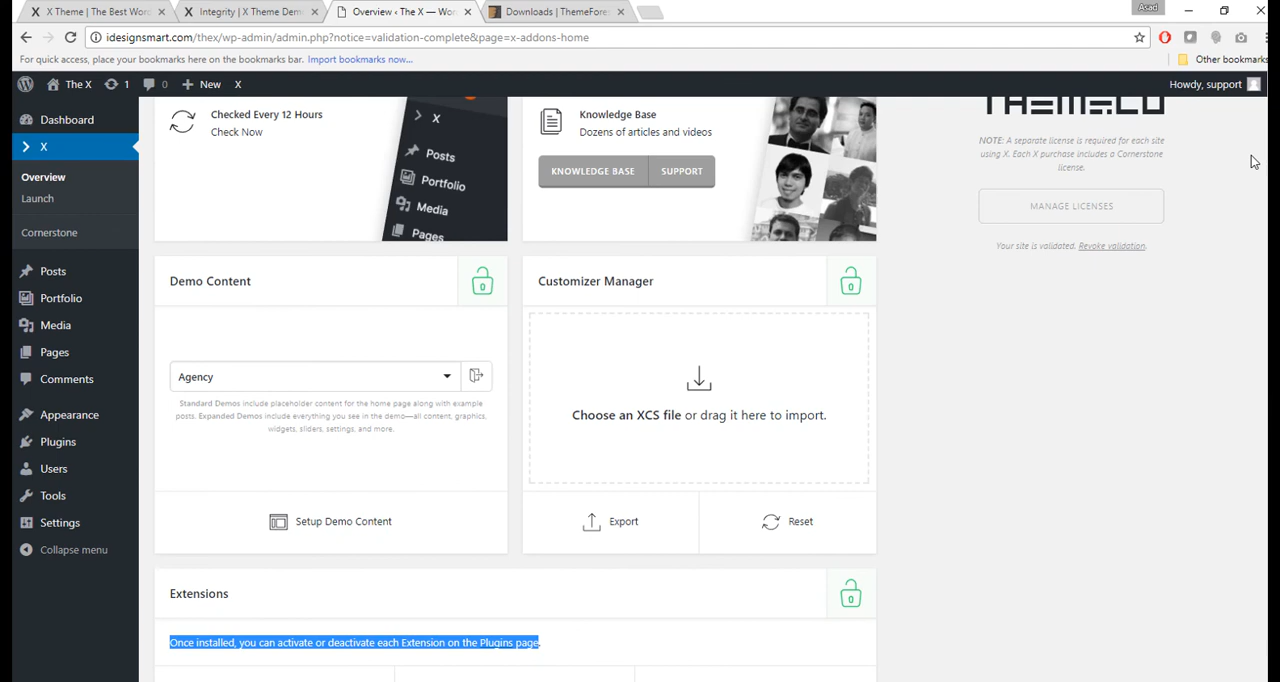 X Theme | The Best Word
Integrity | X Theme Demo
Overview ‹ The X — Wor
Downloads | ThemeFores
Asad
idesignsmart.com/thex/wp-admin/admin.php?notice=validation-complete&page=x-addons-home
For quick access, place your bookmarks here on the bookmarks bar. Import bookmarks now...
Other bookmarks
The X
1
0
New
X
Howdy, support
Dashboard
X
Overview
Launch
Cornerstone
Posts
Portfolio
Media
Pages
Comments
Appearance
Plugins
Users
Tools
Settings
Collapse menu
Checked Every 12 Hours
Check Now
X
Posts
Portfolio
Media
Pages
Knowledge Base
Dozens of articles and videos
KNOWLEDGE BASE
SUPPORT
THEMECO
NOTE: A separate license is required for each site
using X. Each X purchase includes a Cornerstone
license.
MANAGE LICENSES
Your site is validated. Revoke validation.
Demo Content
Customizer Manager
Agency
Standard Demos include placeholder content for the home page along with example
posts. Expanded Demos include everything you see in the demo—all content, graphics,
widgets, sliders, settings, and more.
Setup Demo Content
Choose an XCS file or drag it here to import.
Export
Reset
Extensions
Once installed, you can activate or deactivate each Extension on the Plugins page.